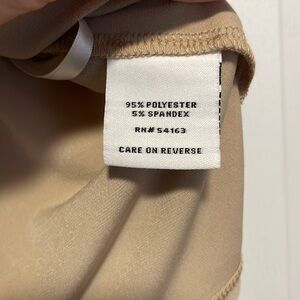 95% POLYESTER
5% SPANDEX
RN# 54163
CARE ON REVERSE